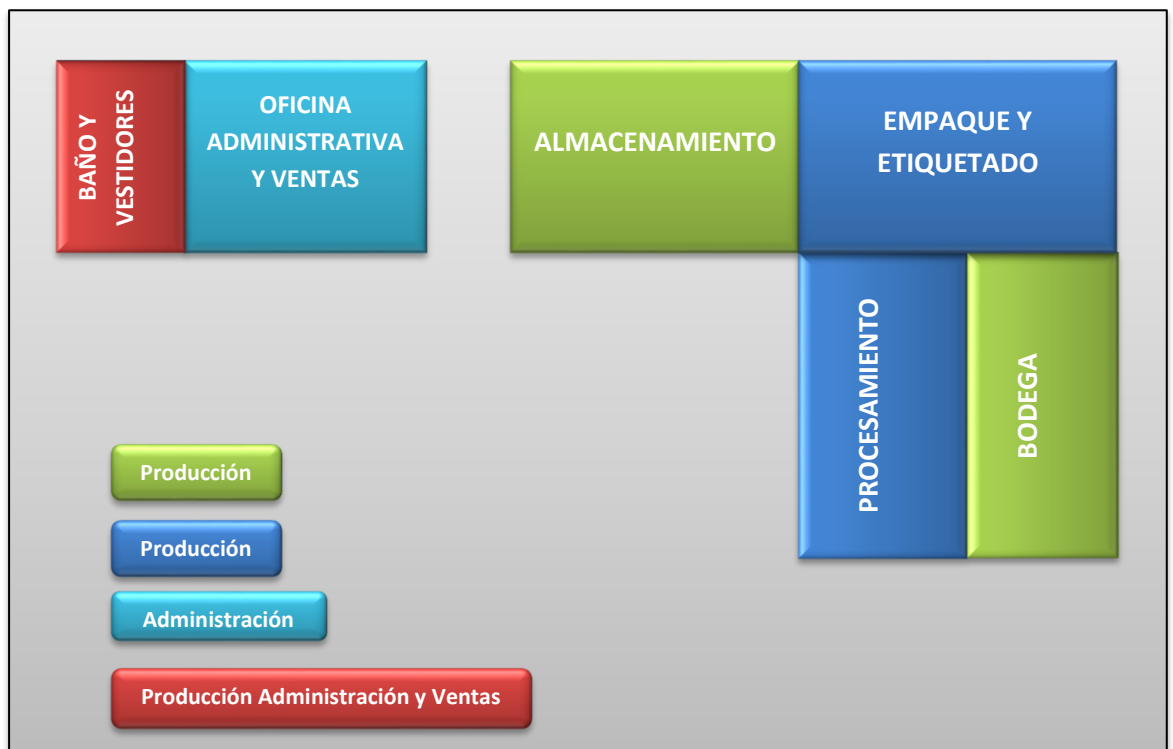 BAÑO Y
VESTIDORES
OFICINA
ADMINISTRATIVA
Y VENTAS
ALMACENAMIENTO
EMPAQUE Y
ETIQUETADO
PROCESAMIENTO
BODEGA
Producción
Producción
Administración
Producción Administración y Ventas